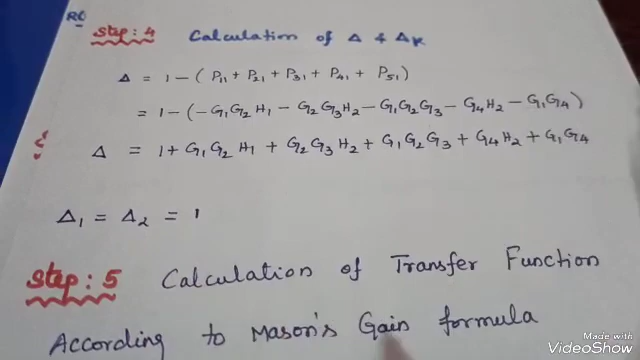 RC
Step: 4 Calculation of Δ & ΔK
Δ = 1 - (P11 + P21 + P31 + P41 + P51)
= 1 - (-G1G2H1 - G2G3H2 - G1G2G3 - G4H2 - G1G4)
Δ = 1 + G1G2H1 + G2G3H2 + G1G2G3 + G4H2 + G1G4
Δ1 = Δ2 = 1
Step: 5 Calculation of Transfer Function
According to Mason's Gain formula
Made with
VideoShow